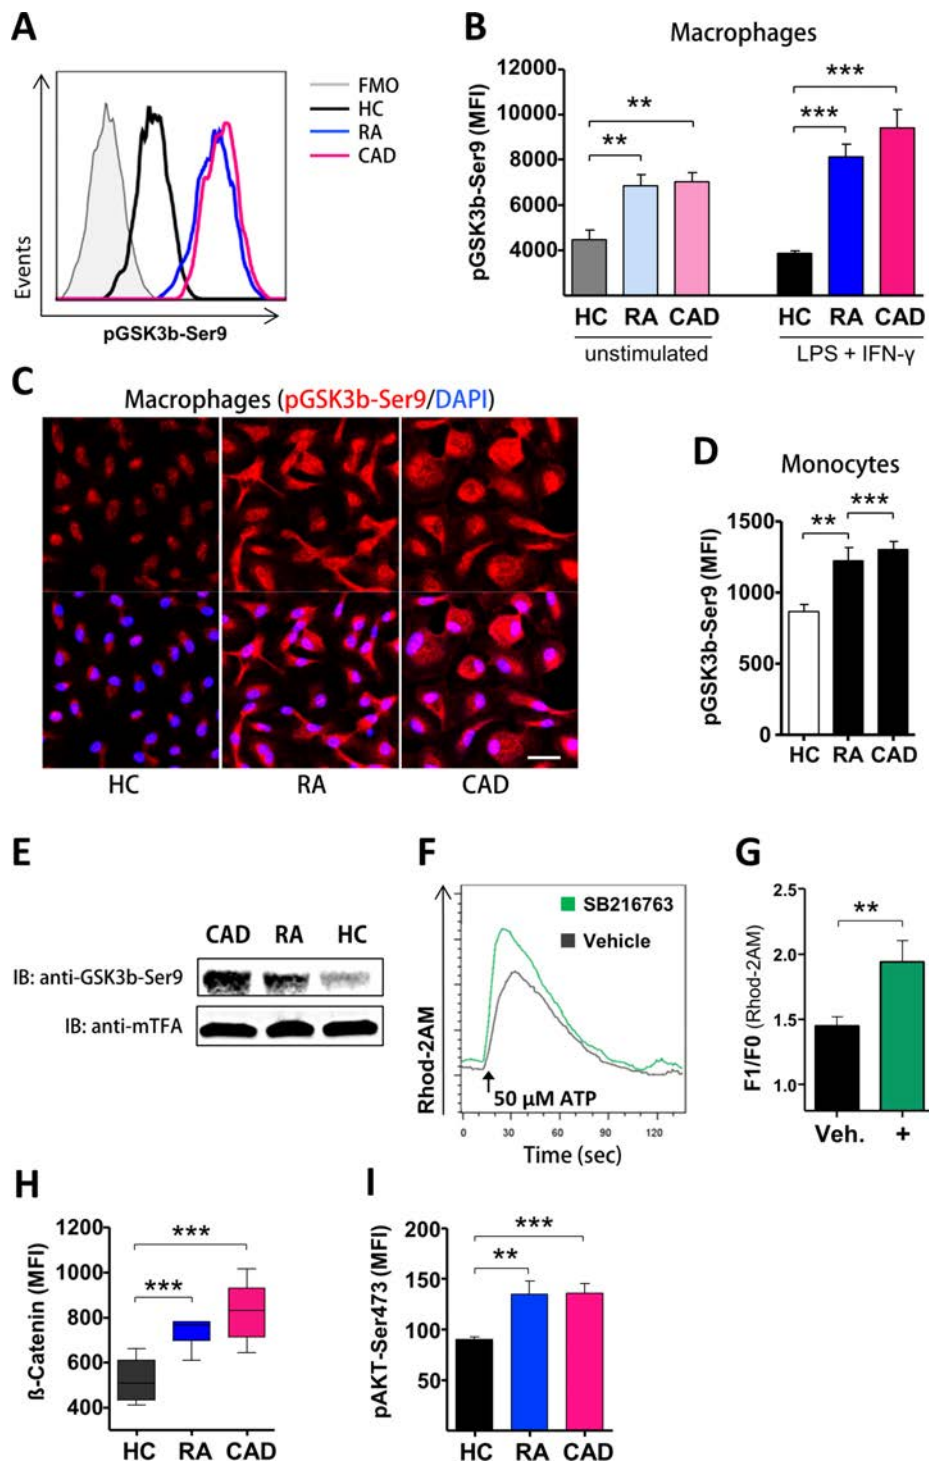 A
FMO
HC
RA
CAD
Events
pGSK3b-Ser9
B
Macrophages
pGSK3b-Ser9 (MFI)
12000
10000
8000
6000
4000
**
**
***
***
HC RA CAD
HC RA CAD
unstimulated
LPS + IFN-γ
C
Macrophages (pGSK3b-Ser9/DAPI)
HC RA CAD
D
Monocytes
pGSK3b-Ser9 (MFI)
1500
1000
500
0
** ***
HC RA CAD
E
CAD RA HC
IB: anti-GSK3b-Ser9
IB: anti-mTFA
F
Rhod-2AM
SB216763
Vehicle
50 µM ATP
0 30 60 90 120
Time (sec)
G
F1/F0 (Rhod-2AM)
2.5
2.0
1.5
1.0
**
Veh. +
H
ß-Catenin (MFI)
1200
1000
800
600
400
***
***
HC RA CAD
I
pAKT-Ser473 (MFI)
200
150
100
50
***
**
HC RA CAD